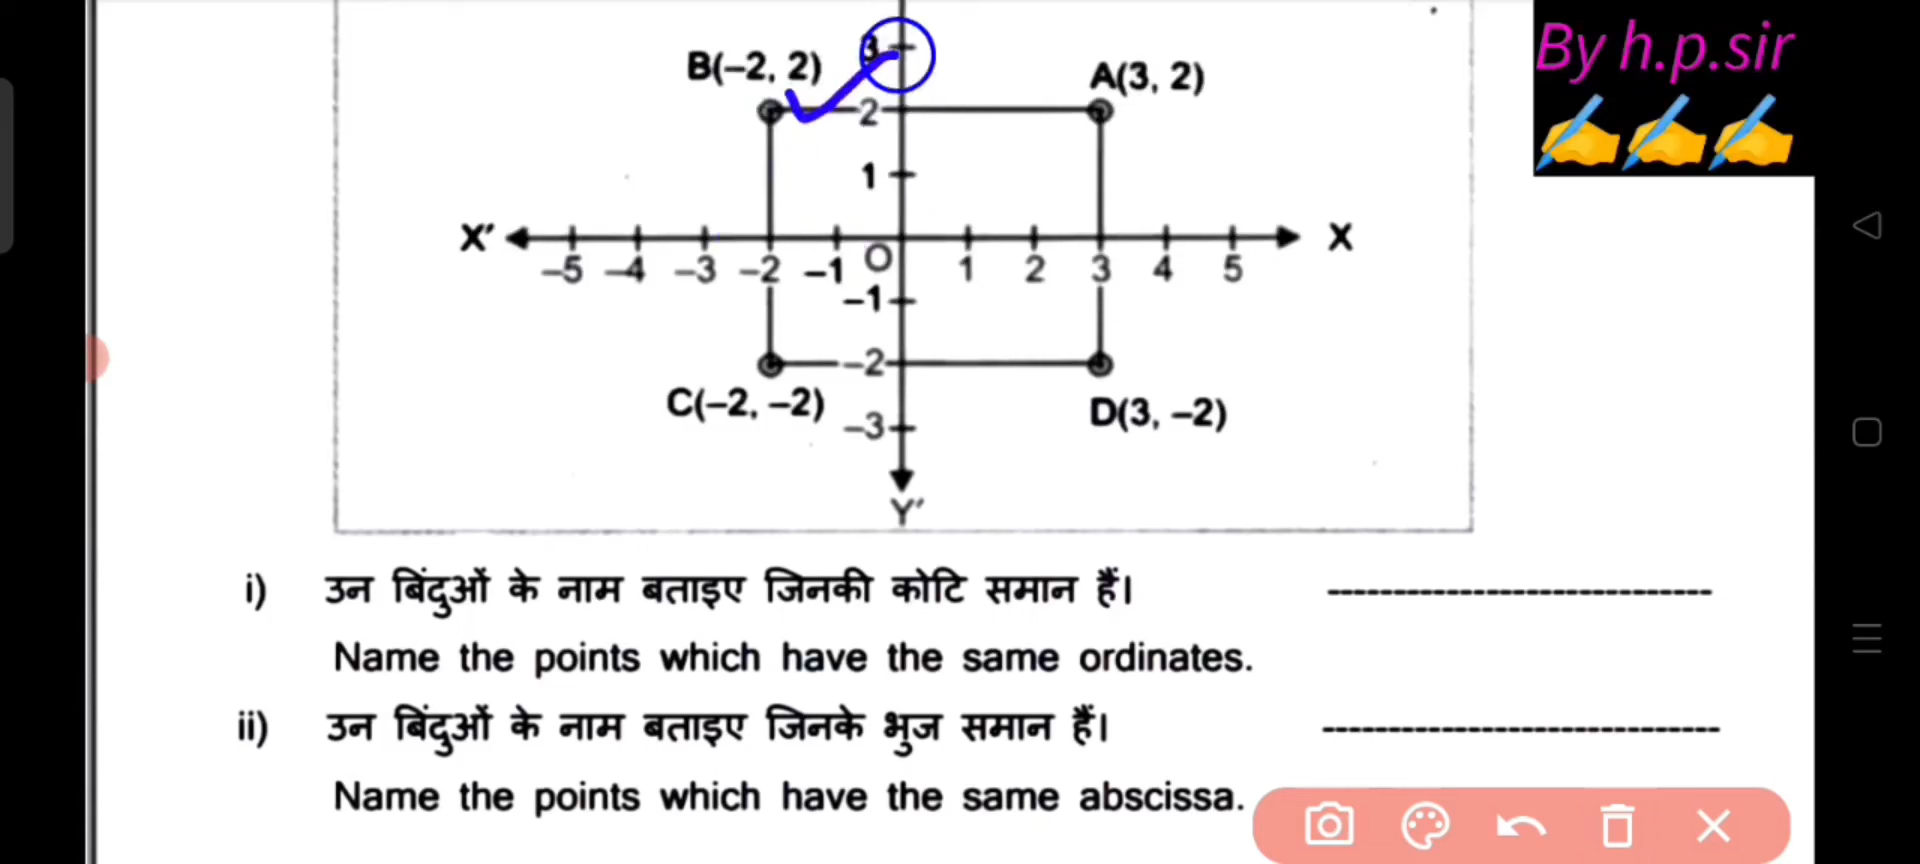 By h.p.sir
3
B(–2, 2)
A(3, 2)
2
1
X′
X
–5 –4 –3 –2 –1 O 1 2 3 4 5
–1
–2
C(–2, –2)
D(3, –2)
–3
Y′
i) उन बिंदुओं के नाम बताइए जिनकी कोटि समान हैं।
Name the points which have the same ordinates.
ii) उन बिंदुओं के नाम बताइए जिनके भुज समान हैं।
Name the points which have the same abscissa.